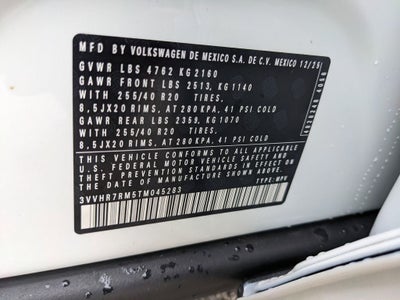 MFD BY VOLKSWAGEN DE MEXICO S.A. DE C.V. MEXICO 12/25
GVWR LBS 4762 KG 2160
GAWR FRONT LBS 2513, KG 1140
WITH 255/40 R20 TIRES,
8,5JX20 RIMS, AT 280 KPA, 41 PSI COLD
GAWR REAR LBS 2359, KG 1070
WITH 255/40 R20 TIRES,
8,5JX20 RIMS, AT 280 KPA, 41 PSI COLD
THIS VEHICLE CONFORMS TO ALL APPLICABLE
U.S. FEDERAL MOTOR VEHICLE SAFETY AND
THEFT PREVENTION STANDARDS IN EFFECT ON THE
DATE OF MANUFACTURE SHOWN ABOVE.
3VVHR7RM5TM045283 TYPE: MPV